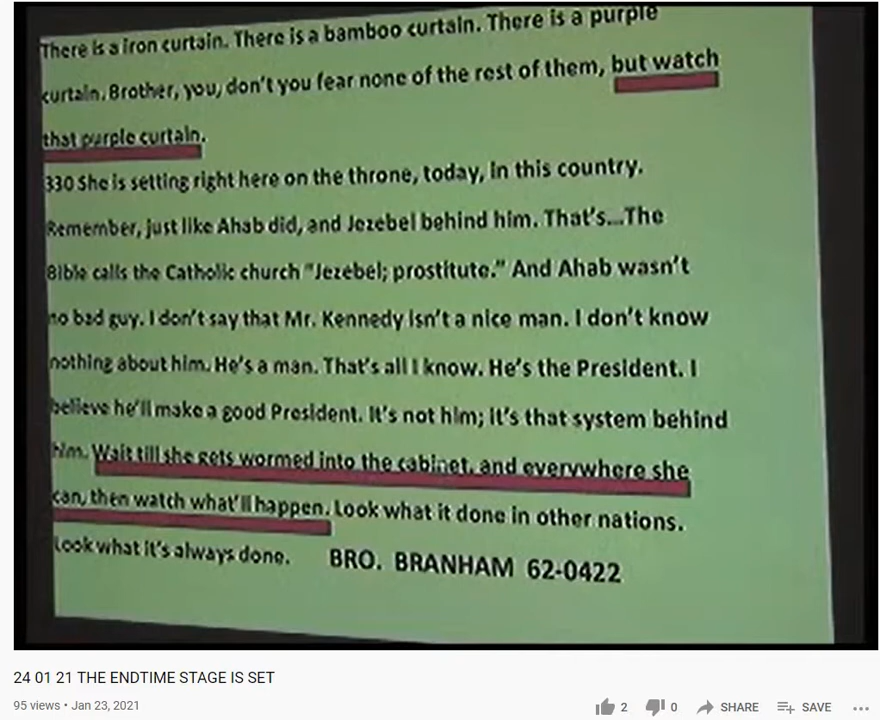 There is a iron curtain. There is a bamboo curtain. There is a purple
curtain. Brother, you, don't you fear none of the rest of them, but watch
that purple curtain.
330 She is setting right here on the throne, today, in this country.
Remember, just like Ahab did, and Jezebel behind him. That's...The
Bible calls the Catholic church "Jezebel; prostitute." And Ahab wasn't
no bad guy. I don't say that Mr. Kennedy isn't a nice man. I don't know
nothing about him. He's a man. That's all I know. He's the President. I
believe he'll make a good President. It's not him; it's that system behind
him. Wait till she gets wormed into the cabinet, and everywhere she
can, then watch what'll happen. Look what it done in other nations.
Look what it's always done. BRO. BRANHAM 62-0422
24 01 21 THE ENDTIME STAGE IS SET
95 views • Jan 23, 2021 2 0 SHARE SAVE